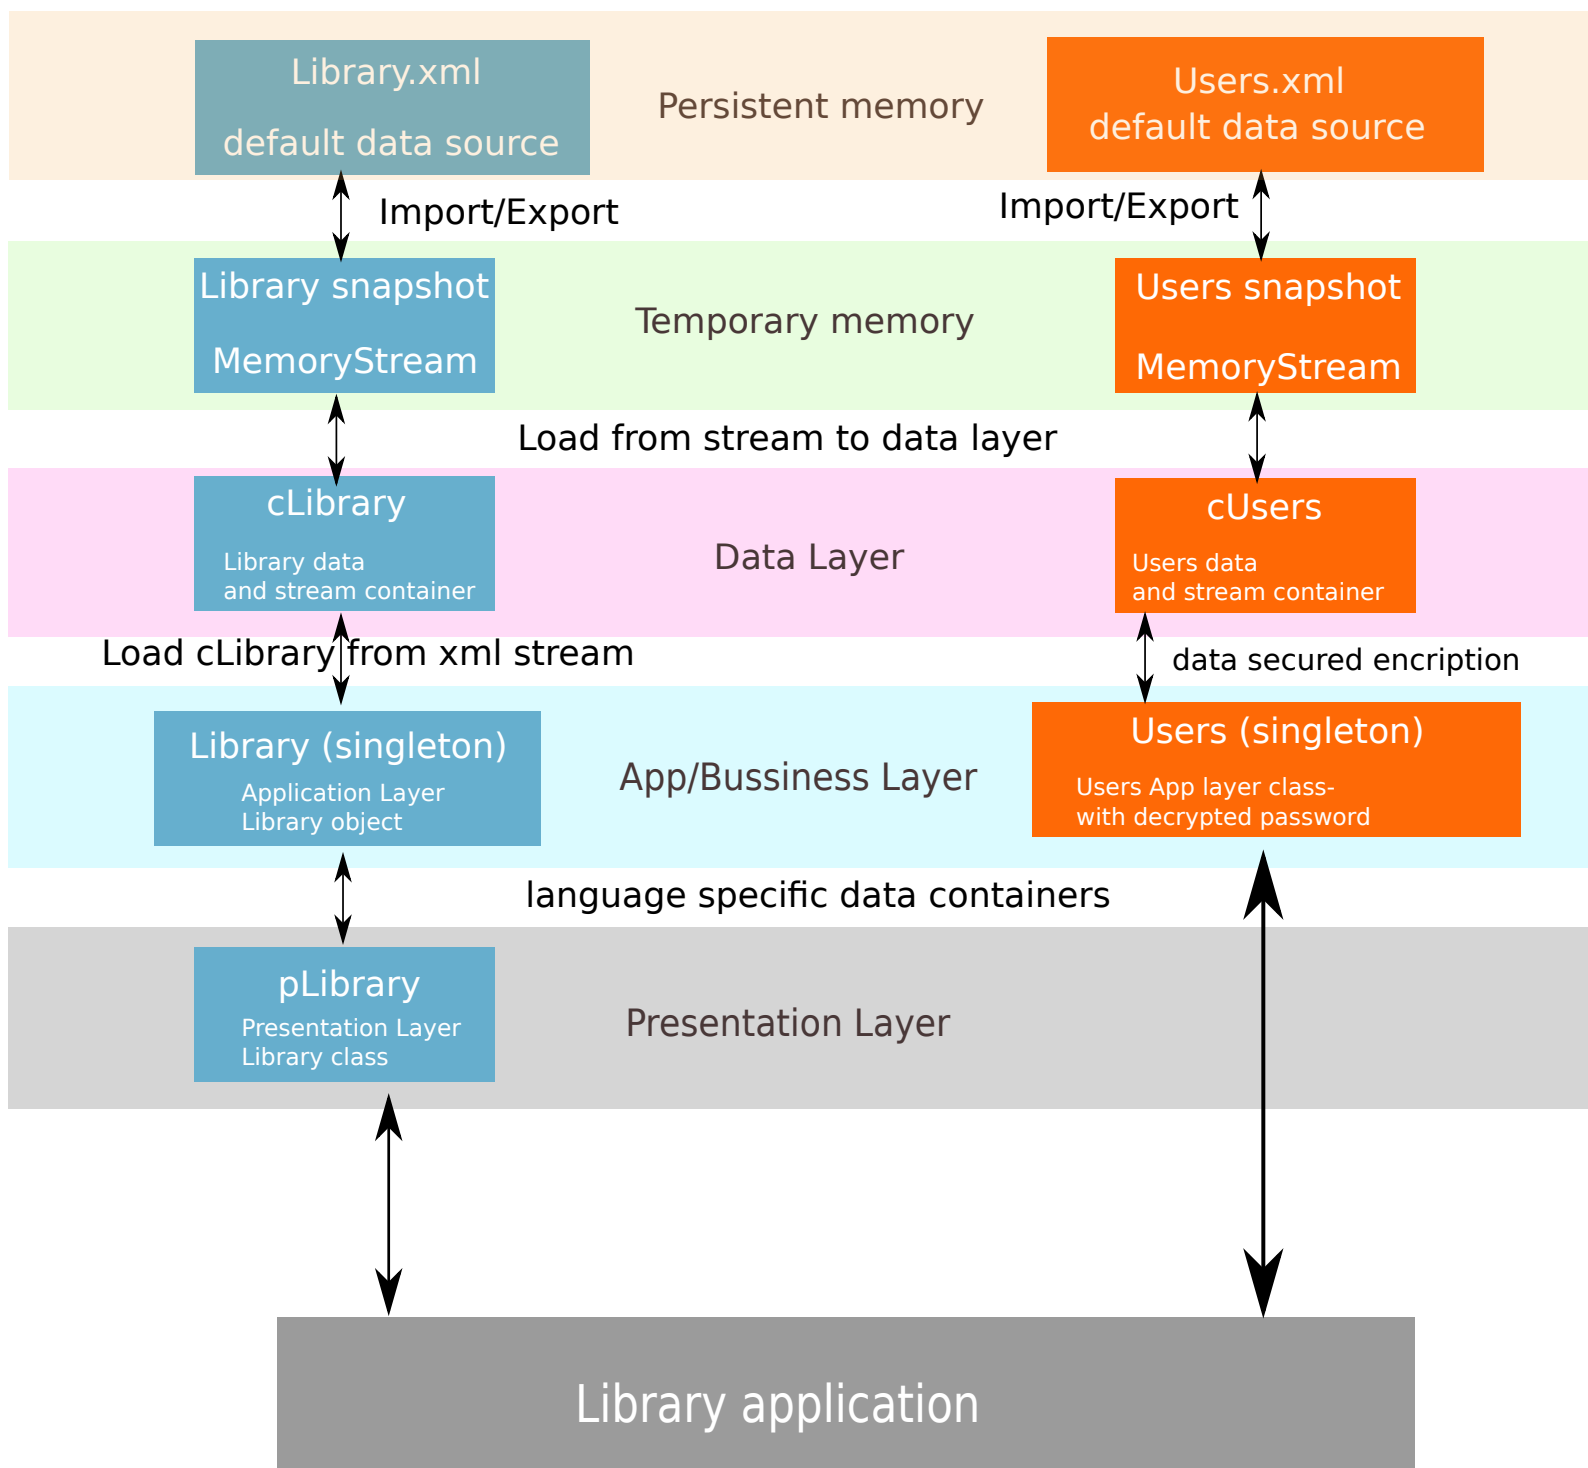 Library.xml
default data source
Persistent memory
Users.xml
default data source
Import/Export
Import/Export
Library snapshot
MemoryStream
Temporary memory
Users snapshot
MemoryStream
Load from stream to data layer
cLibrary
Library data
and stream container
Data Layer
cUsers
Users data
and stream container
Load cLibrary from xml stream
data secured encription
Library (singleton)
Application Layer
Library object
App/Bussiness Layer
Users (singleton)
Users App layer class-
with decrypted password
language specific data containers
pLibrary
Presentation Layer
Library class
Presentation Layer
Library application